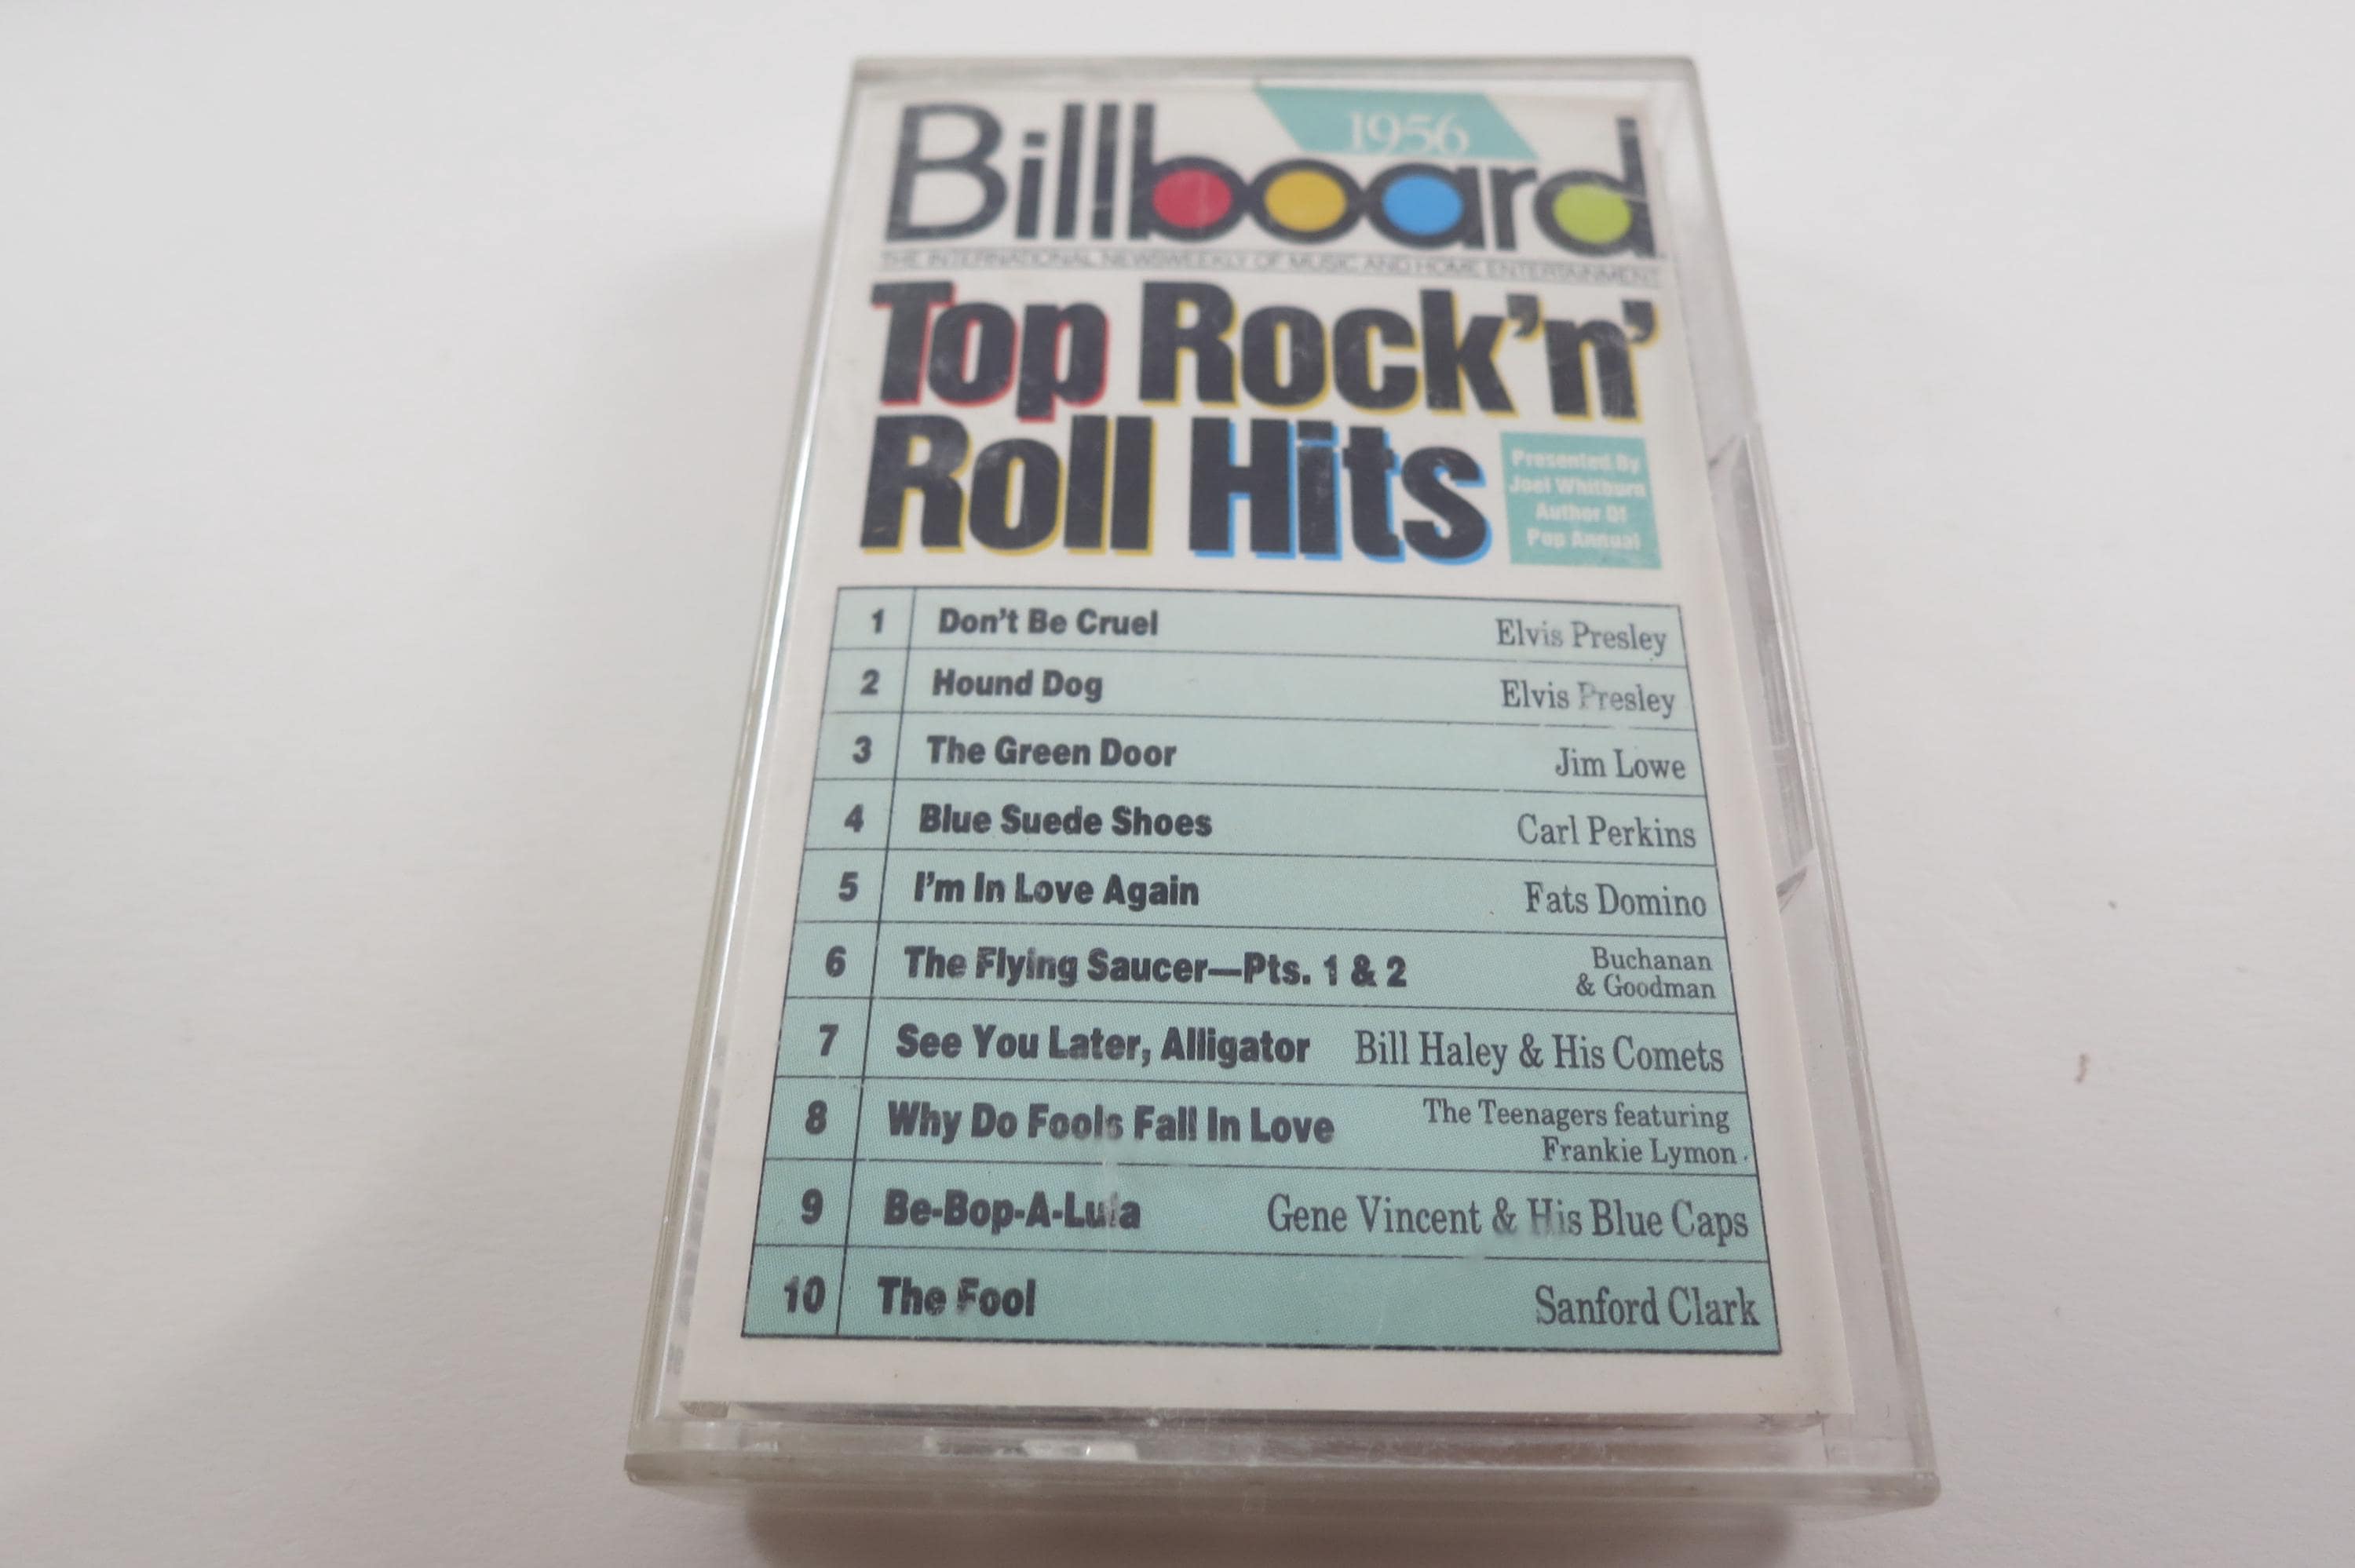 1956
Billboard
THE INTERNATIONAL NEWSWEEKLY OF MUSIC AND HOME ENTERTAINMENT
Top Rock'n'
Roll Hits
Presented By
Joel Whitburn
Author Of
Pop Annual
1 Don't Be Cruel Elvis Presley
2 Hound Dog Elvis Presley
3 The Green Door Jim Lowe
4 Blue Suede Shoes Carl Perkins
5 I'm In Love Again Fats Domino
6 The Flying Saucer—Pts. 1 & 2 Buchanan
& Goodman
7 See You Later, Alligator Bill Haley & His Comets
8 Why Do Fools Fall In Love The Teenagers featuring
Frankie Lymon
9 Be-Bop-A-Lula Gene Vincent & His Blue Caps
10 The Fool Sanford Clark